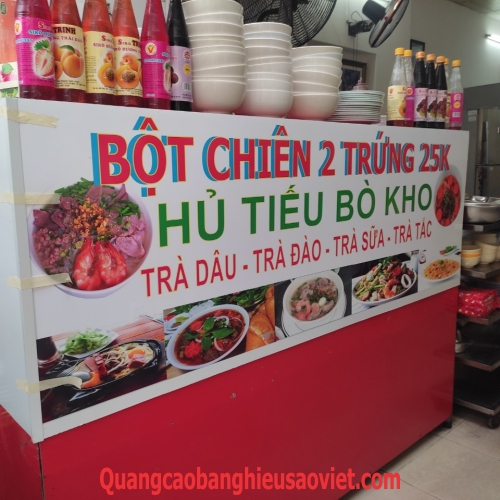 TRINH
BỘT CHIÊN 2 TRỨNG 25K
HỦ TIẾU BÒ KHO
TRÀ DÂU - TRÀ ĐÀO - TRÀ SỮA - TRÀ TẮC
Quangcaobanghieusaoviet.com